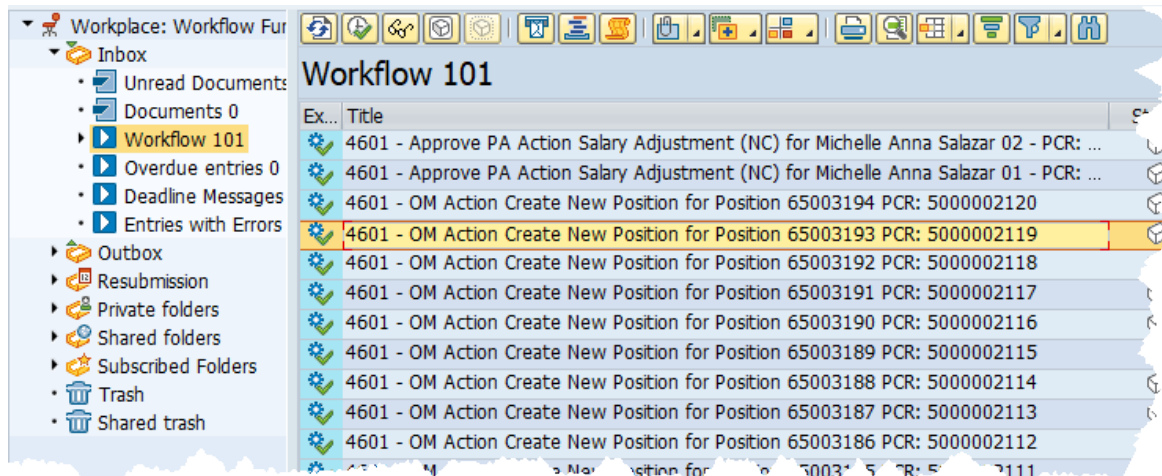 Workplace: Workflow Fur
Inbox
Unread Documents
Documents 0
Workflow 101
Overdue entries 0
Deadline Messages
Entries with Errors
Outbox
Resubmission
Private folders
Shared folders
Subscribed Folders
Trash
Shared trash
Workflow 101
Ex... Title
4601 - Approve PA Action Salary Adjustment (NC) for Michelle Anna Salazar 02 - PCR: ...
4601 - Approve PA Action Salary Adjustment (NC) for Michelle Anna Salazar 01 - PCR: ...
4601 - OM Action Create New Position for Position 65003194 PCR: 5000002120
4601 - OM Action Create New Position for Position 65003193 PCR: 5000002119
4601 - OM Action Create New Position for Position 65003192 PCR: 5000002118
4601 - OM Action Create New Position for Position 65003191 PCR: 5000002117
4601 - OM Action Create New Position for Position 65003190 PCR: 5000002116
4601 - OM Action Create New Position for Position 65003189 PCR: 5000002115
4601 - OM Action Create New Position for Position 65003188 PCR: 5000002114
4601 - OM Action Create New Position for Position 65003187 PCR: 5000002113
4601 - OM Action Create New Position for Position 65003186 PCR: 5000002112